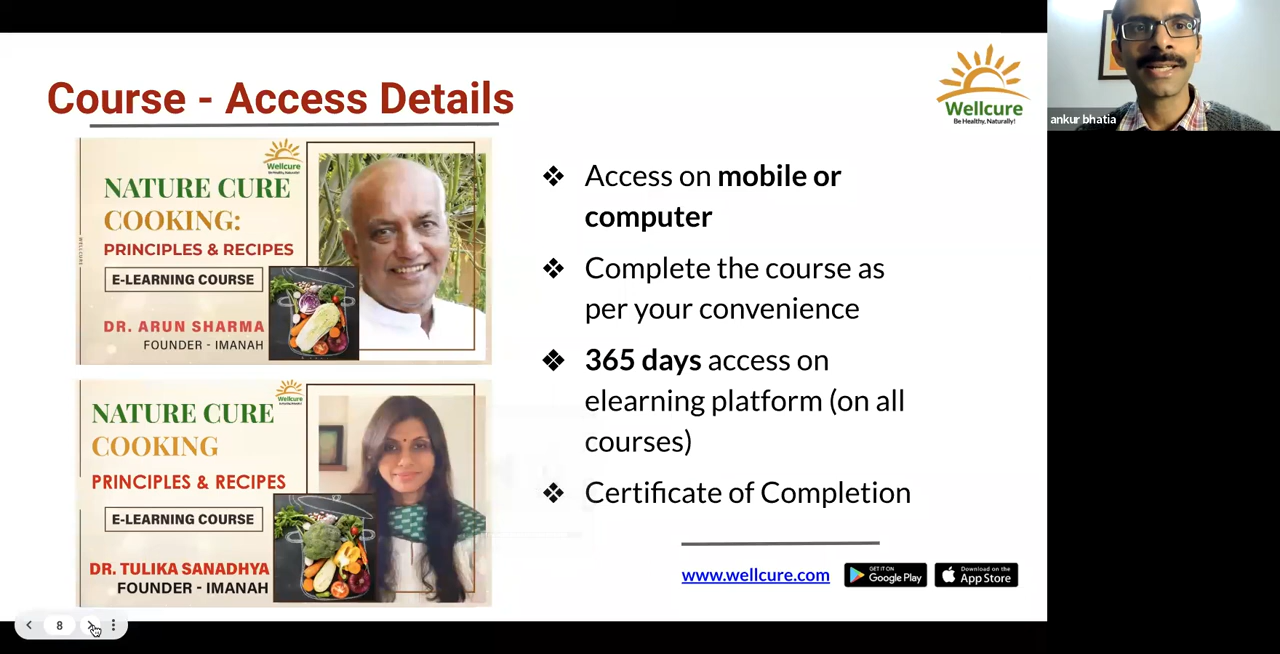 Course - Access Details
Wellcure
Be Healthy, Naturally!
ankur bhatia
Wellcure
NATURE CURE
COOKING:
PRINCIPLES & RECIPES
E-LEARNING COURSE
DR. ARUN SHARMA
FOUNDER - IMANAH
WELLCURE
NATURE CURE
COOKING
PRINCIPLES & RECIPES
E-LEARNING COURSE
DR. TULIKA SANADHYA
FOUNDER - IMANAH
❖ Access on mobile or
computer
❖ Complete the course as
per your convenience
❖ 365 days access on
elearning platform (on all
courses)
❖ Certificate of Completion
www.wellcure.com
GET IT ON
Google Play
Download on the
App Store
8